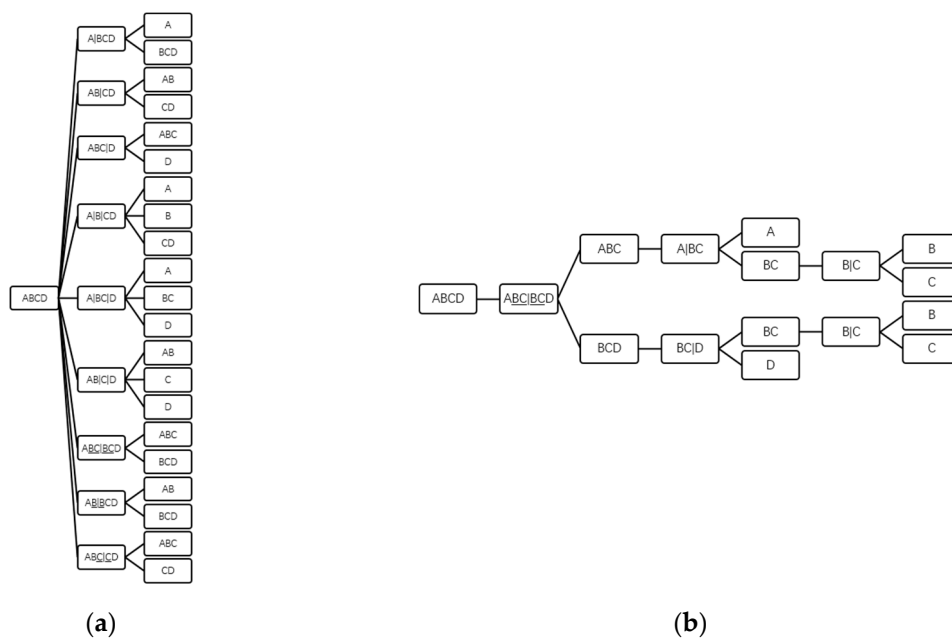 A
A|BCD
BCD
AB
AB|CD
CD
ABC
ABC|D
D
A
A|B|CD
B
CD
A
ABCD
A|BC|D
BC
D
AB
AB|C|D
C
D
ABC
ABC|BCD
BCD
AB
AB|BCD
BCD
ABC
ABC|CD
CD
(a)
ABCD
ABC|BCD
ABC
A|BC
A
BC
B|C
B
C
BCD
BC|D
BC
B|C
B
C
D
(b)